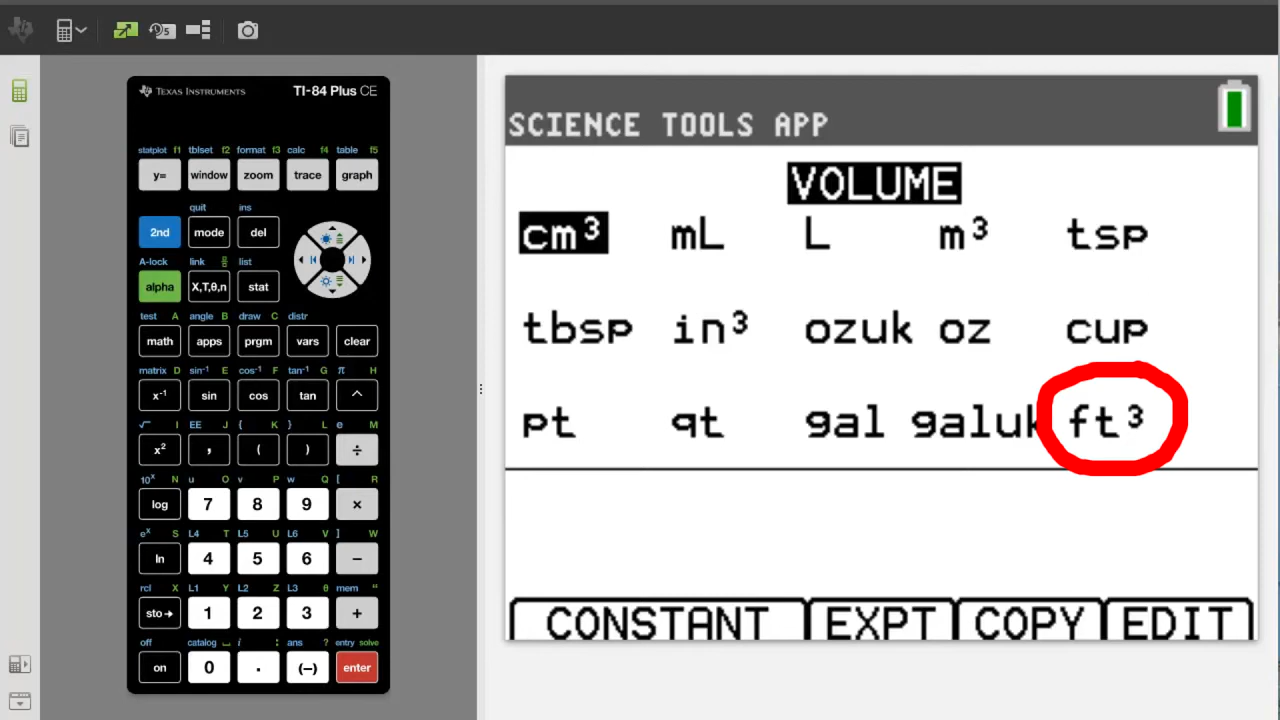 TEXAS INSTRUMENTS TI-84 Plus CE
statplot f1 tblset f2 format f3 calc f4 table f5
y= window zoom trace graph
quit ins
2nd mode del
A-lock link list
alpha X,T,θ,n stat
test A angle B draw C distr
math apps prgm vars clear
matrix D sin⁻¹ E cos⁻¹ F tan⁻¹ G π H
x⁻¹ sin cos tan ^
√ I EE J { K } L e M
x² , ( ) ÷
10ˣ N u O v P w Q [ R
log 7 8 9 ×
eˣ S L4 T L5 U L6 V ] W
ln 4 5 6 −
rcl X L1 Y L2 Z L3 θ mem "
sto→ 1 2 3 +
off catalog ␣ i : ans ? entry solve
on 0 . (−) enter
SCIENCE TOOLS APP
VOLUME
cm³ mL L m³ tsp
tbsp in³ ozuk oz cup
pt qt gal galuk ft³
CONSTANT EXPT COPY EDIT